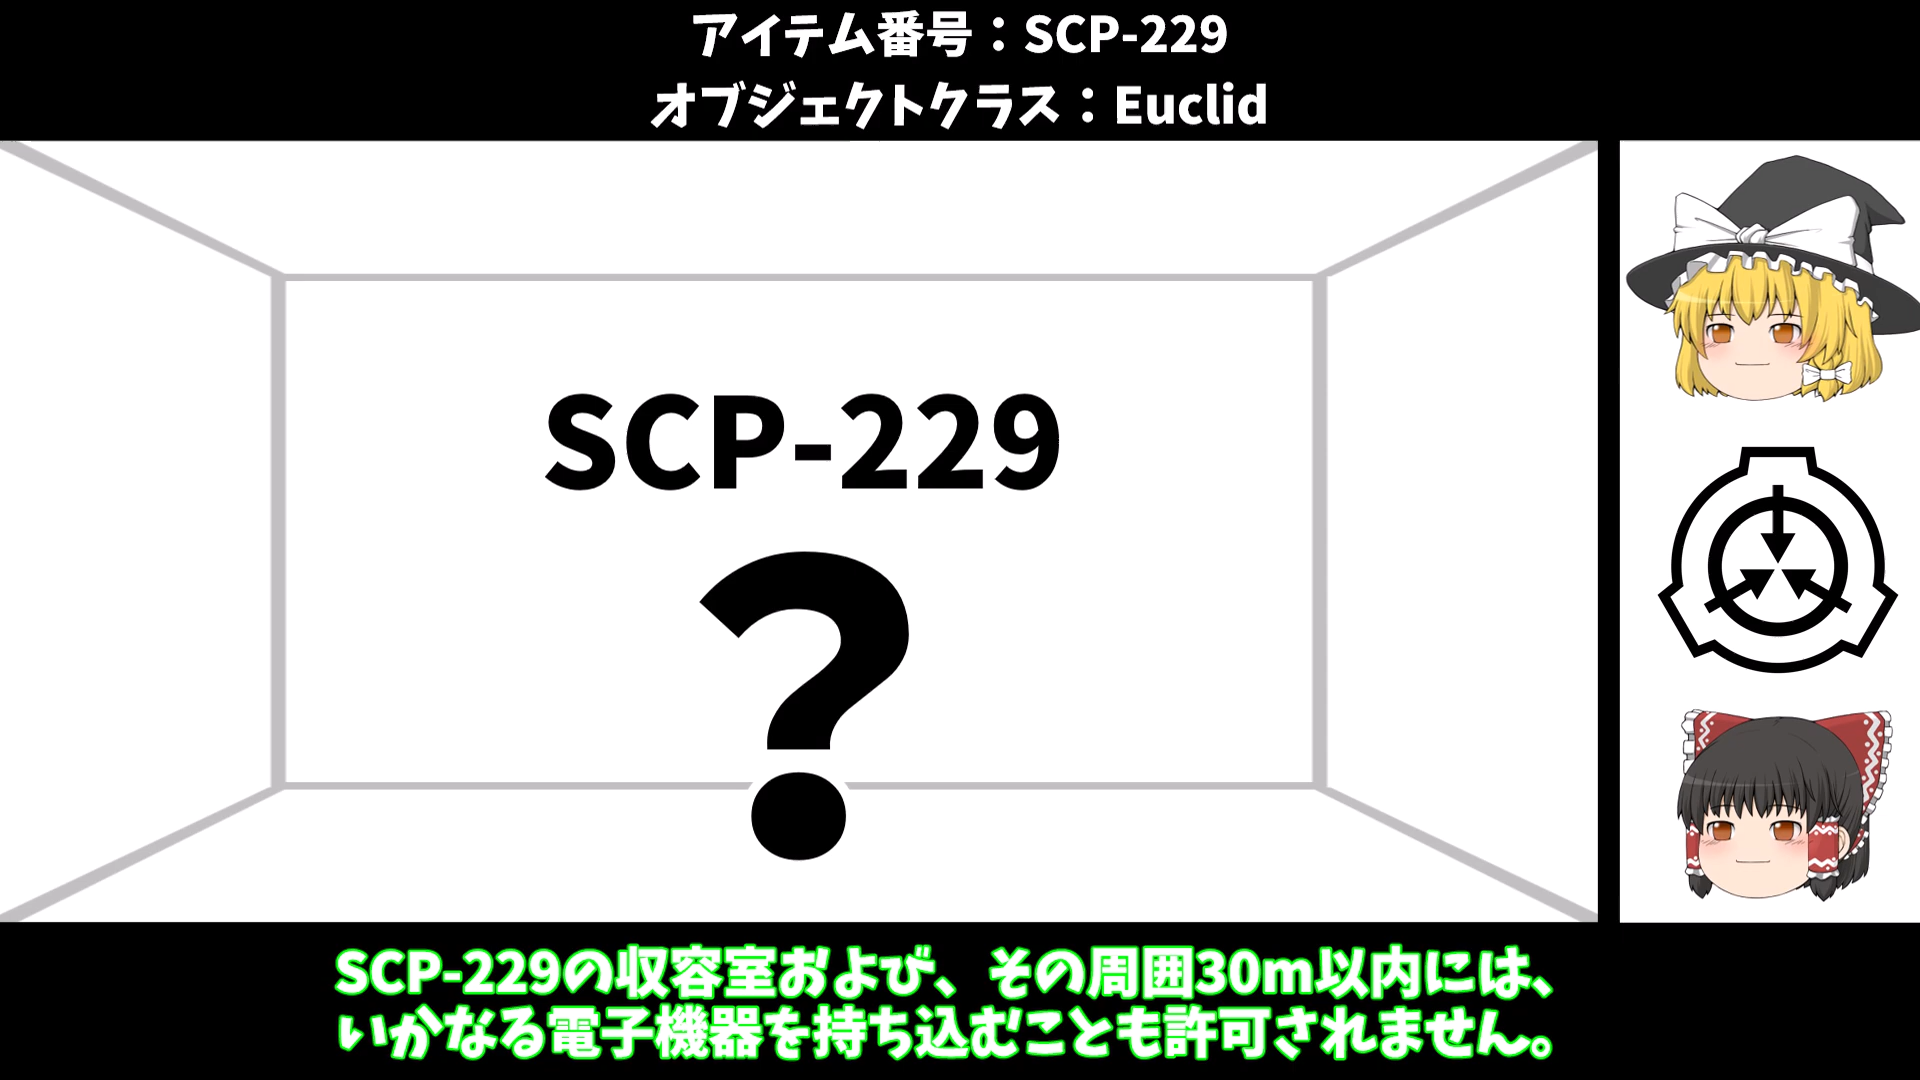 アイテム番号：SCP-229
オブジェクトクラス：Euclid
SCP-229
?
SCP-229の収容室および、その周囲30m以内には、
いかなる電子機器を持ち込むことも許可されません。